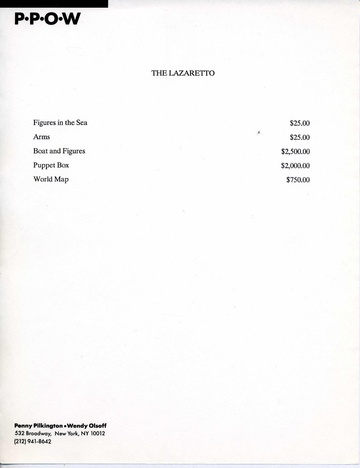 P·P·O·W
THE LAZARETTO
Figures in the Sea $25.00
Arms $25.00
Boat and Figures $2,500.00
Puppet Box $2,000.00
World Map $750.00
Penny Pilkington • Wendy Olsoff
532 Broadway, New York, NY 10012
(212) 941-8642